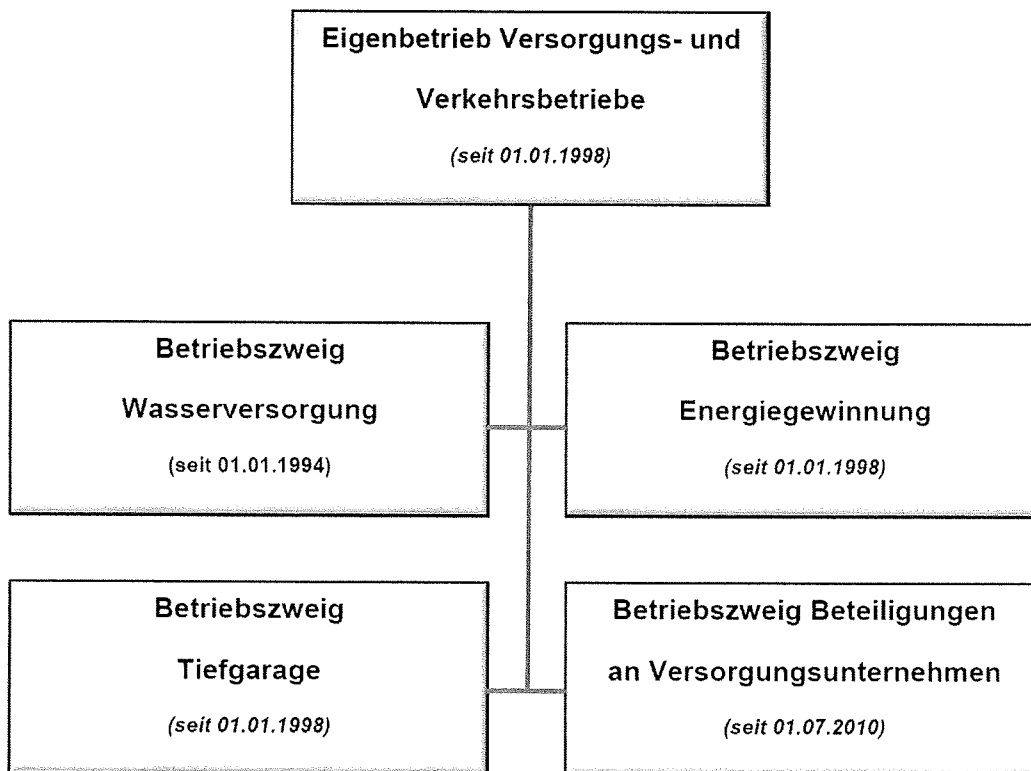 Eigenbetrieb Versorgungs- und
Verkehrsbetriebe
(seit 01.01.1998)
Betriebszweig
Wasserversorgung
(seit 01.01.1994)
Betriebszweig
Energiegewinnung
(seit 01.01.1998)
Betriebszweig
Tiefgarage
(seit 01.01.1998)
Betriebszweig Beteiligungen
an Versorgungsunternehmen
(seit 01.07.2010)